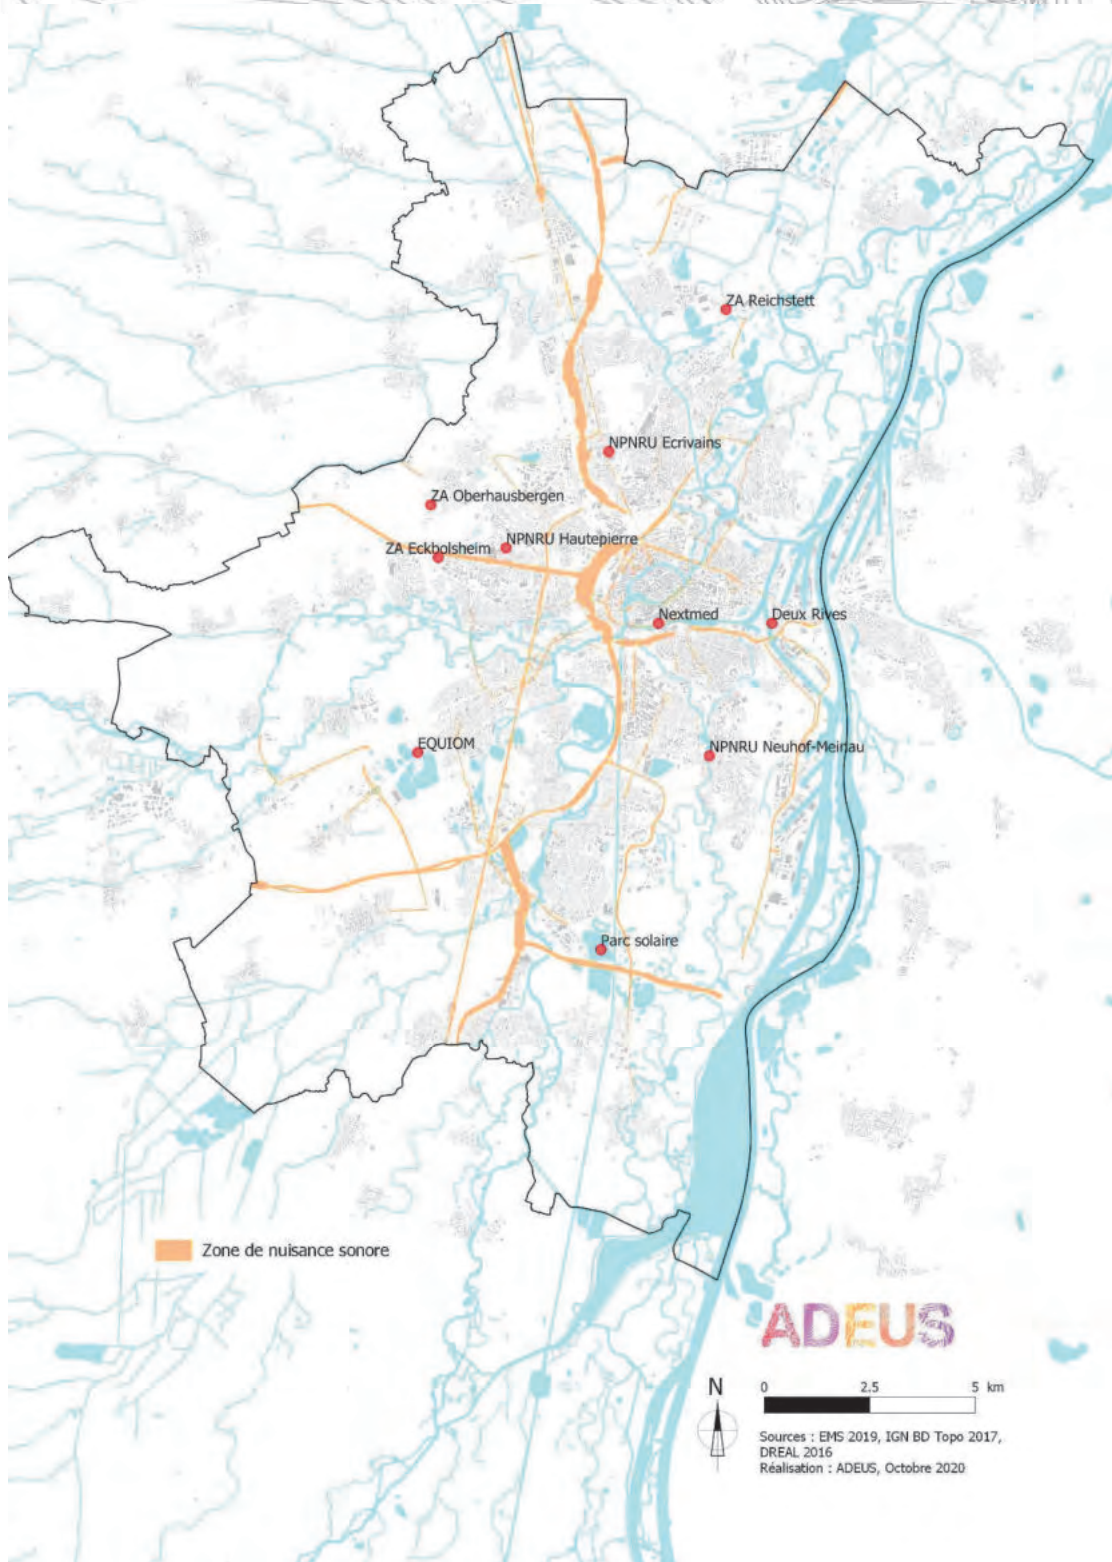 ZA Reichstett
NPNRU Ecrivains
ZA Oberhausbergen
NPNRU Hautepierre
ZA Eckbolsheim
Nextmed
Deux Rives
EQUIOM
NPNRU Neuhof-Meinau
Parc solaire
Zone de nuisance sonore
ADEUS
N
0 2.5 5 km
Sources : EMS 2019, IGN BD Topo 2017,
DREAL 2016
Réalisation : ADEUS, Octobre 2020